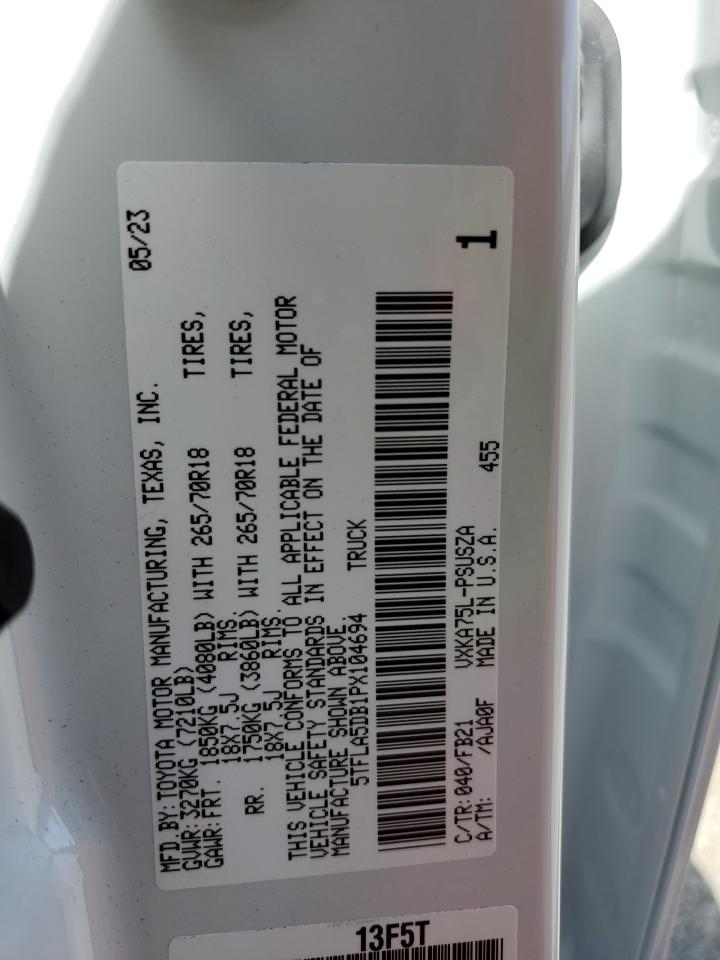 MFD.BY:TOYOTA MOTOR MANUFACTURING, TEXAS, INC. 05/23
GVWR:3270KG (7210LB)
GAWR:FRT. 1850KG (4080LB) WITH 265/70R18 TIRES,
18X7.5J RIMS,
RR. 1750KG (3860LB) WITH 265/70R18 TIRES,
18X7.5J RIMS.
THIS VEHICLE CONFORMS TO ALL APPLICABLE FEDERAL MOTOR
VEHICLE SAFETY STANDARDS IN EFFECT ON THE DATE OF
MANUFACTURE SHOWN ABOVE.
5TFLA5DB1PX104694 TRUCK
C/TR:040/FB21 VXKA75L-PSUSZA 1
A/TM: /AJA0F MADE IN U.S.A. 455
13F5T